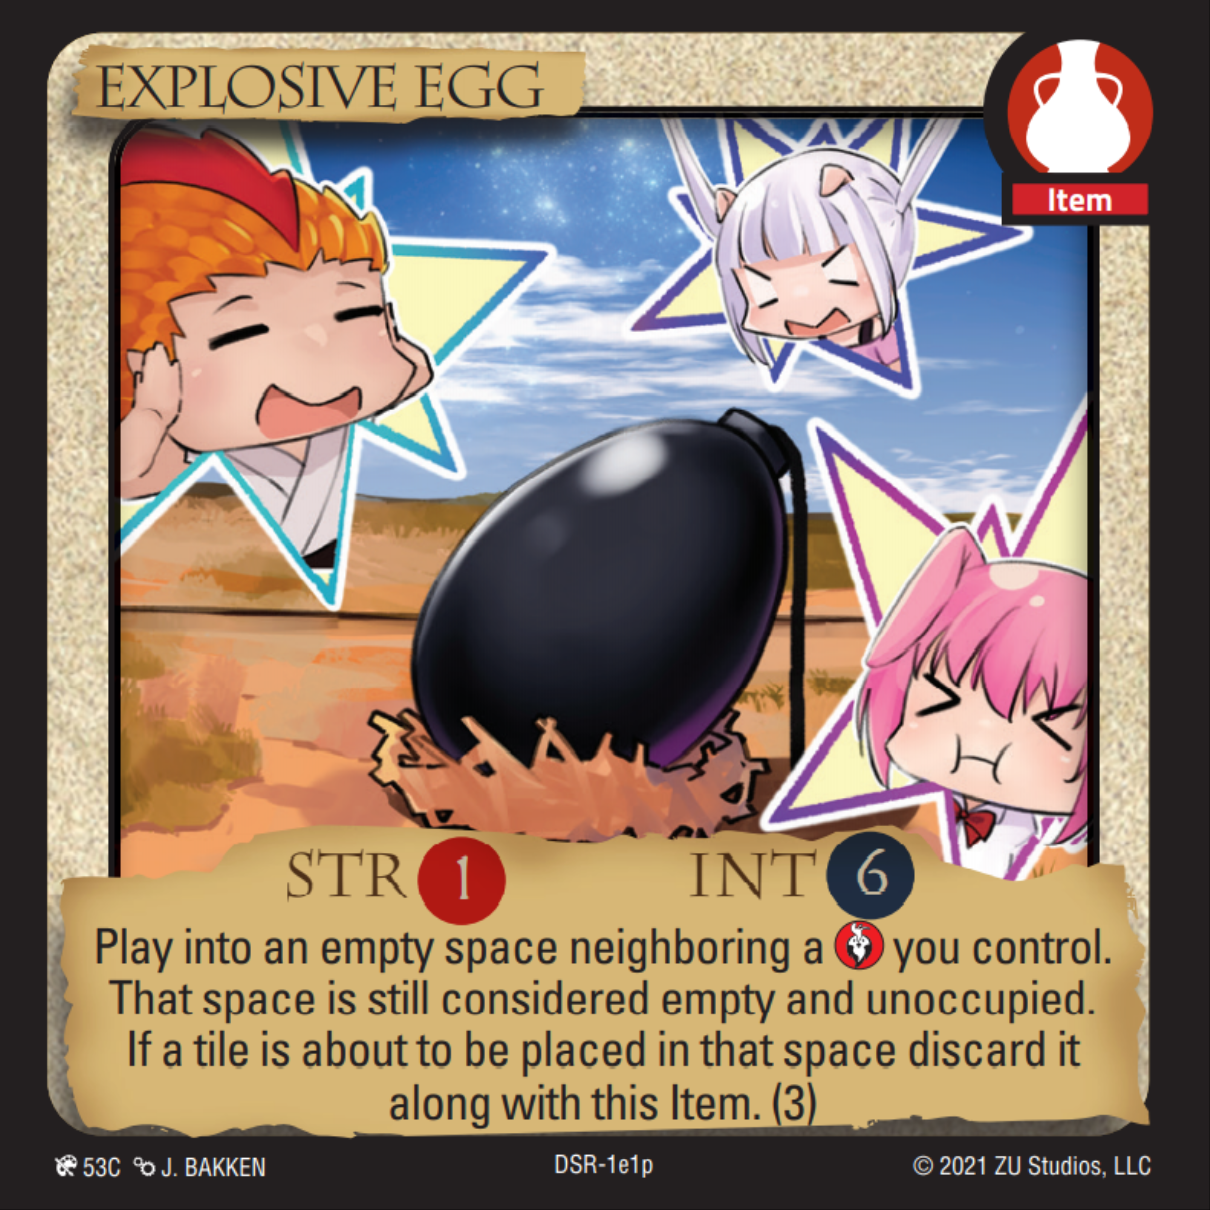 EXPLOSIVE EGG
Item
STR 1 INT 6
Play into an empty space neighboring a you control.
That space is still considered empty and unoccupied.
If a tile is about to be placed in that space discard it
along with this Item. (3)
53C J. BAKKEN DSR-1e1p © 2021 ZU Studios, LLC